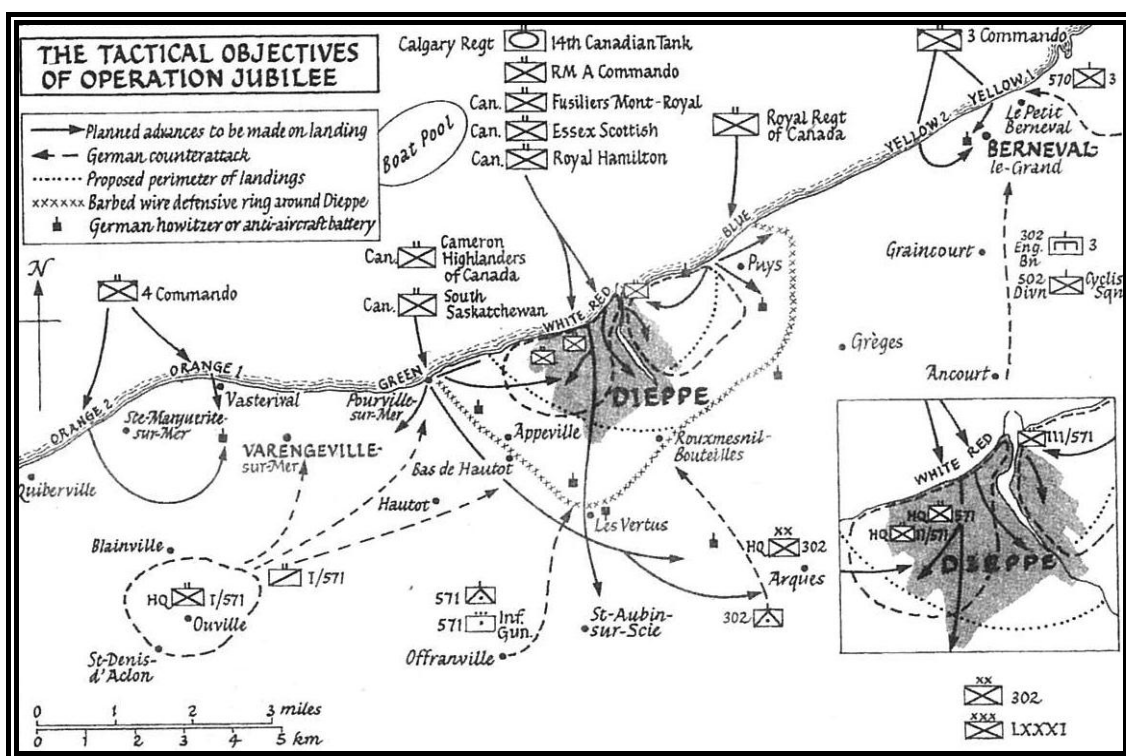 THE TACTICAL OBJECTIVES
OF OPERATION JUBILEE
Planned advances to be made on landing
German counterattack
Proposed perimeter of landings
Barbed wire defensive ring around Dieppe
German howitzer or anti-aircraft battery
Calgary Regt 14th Canadian Tank
RM A Commando
Can. Fusiliers Mont-Royal
Can. Essex Scottish
Can. Royal Hamilton
Boat Pool
Royal Regt
of Canada
3 Commando
570 3
YELLOW 1
YELLOW 2
Le Petit
Berneval
BERNEVAL-
le-Grand
BLUE
Puys
Graincourt
302
Eng.
Bn
3
502
Divn
Cyclist
Sqn
Grèges
Ancourt
N
4 Commando
Can. Cameron
Highlanders
of Canada
Can. South
Saskatchewan
WHITE RED
GREEN
ORANGE 1
ORANGE 2
Vasterival
Ste-Marguerite-
sur-Mer
VARENGEVILLE-
sur-Mer
Quiberville
Pourville-
sur-Mer
DIEPPE
Appeville
Bas de Hautot
Hautot
Rouxmesnil-
Bouteilles
Les Vertus
Blainville
HQ I/571
Ouville
I/571
St-Denis-
d'Aclon
571
571 Inf.
Gun.
Offranville
St-Aubin-
sur-Scie
HQ XX 302
Arques
302
WHITE RED
III/571
HQ 571
HQ II/571
DIEPPE
0 1 2 3 miles
0 1 2 3 4 5 km
XX
302
XXX
LXXXI